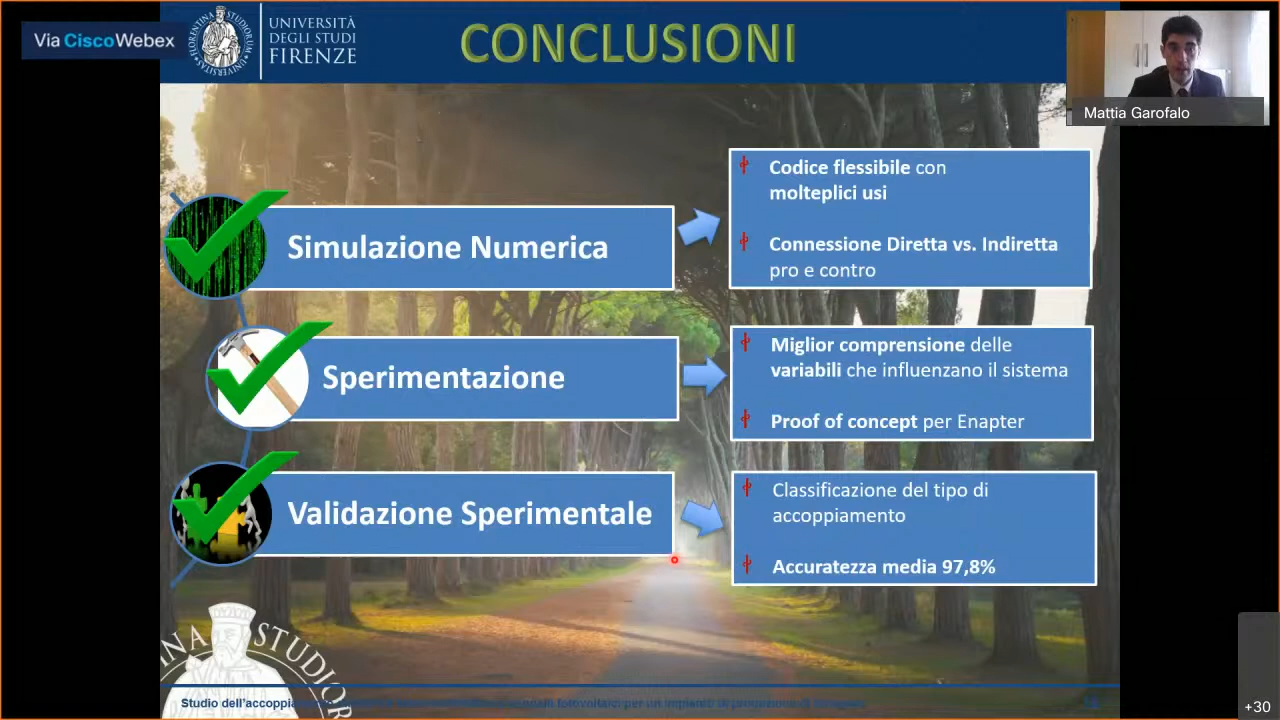 Via Cisco Webex
UNIVERSITÀ
DEGLI STUDI
FIRENZE
CONCLUSIONI
Mattia Garofalo
Simulazione Numerica
Codice flessibile con
molteplici usi
Connessione Diretta vs. Indiretta
pro e contro
Sperimentazione
Miglior comprensione delle
variabili che influenzano il sistema
Proof of concept per Enapter
Validazione Sperimentale
Classificazione del tipo di
accoppiamento
Accuratezza media 97,8%
Studio dell'accoppia
+30